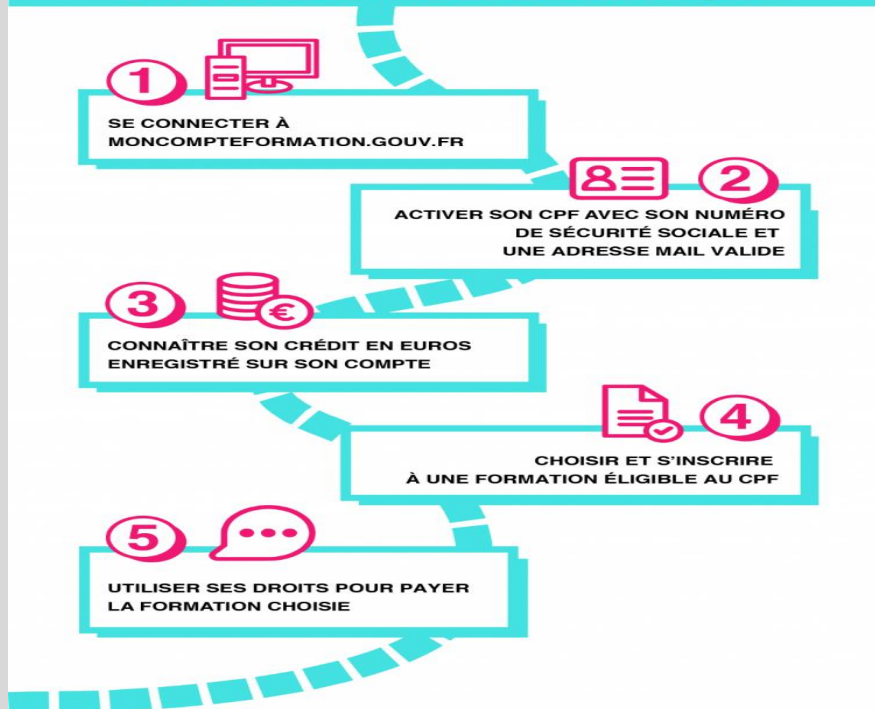 1
SE CONNECTER À
MONCOMPTEFORMATION.GOUV.FR
2
ACTIVER SON CPF AVEC SON NUMÉRO
DE SÉCURITÉ SOCIALE ET
UNE ADRESSE MAIL VALIDE
3
€
CONNAÎTRE SON CRÉDIT EN EUROS
ENREGISTRÉ SUR SON COMPTE
4
CHOISIR ET S'INSCRIRE
À UNE FORMATION ÉLIGIBLE AU CPF
5
UTILISER SES DROITS POUR PAYER
LA FORMATION CHOISIE